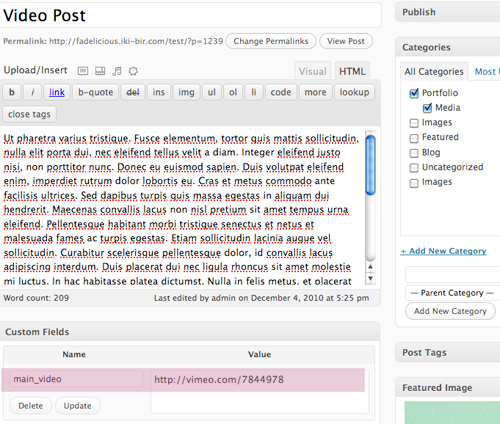 Video Post
Permalink: http://fadelicious.iki-bir.com/test/?p=1239 Change Permalinks View Post
Upload/Insert Visual HTML
b i link b-quote del ins img ul ol li code more lookup
close tags
Ut pharetra varius tristique. Fusce elementum, tortor quis mattis sollicitudin,
nulla elit porta dui, nec eleifend tellus velit a diam. Integer eleifend justo
nisi, non porttitor nunc. Donec eu euismod sapien. Duis volutpat eleifend
enim, imperdiet rutrum dolor lobortis eu. Cras et metus commodo ante
facilisis ultrices. Sed dapibus turpis quis massa egestas in aliquam dui
hendrerit. Maecenas convallis lacus non nisl pretium sit amet tempus urna
eleifend. Pellentesque habitant morbi tristique senectus et netus et
malesuada fames ac turpis egestas. Etiam sollicitudin lacinia augue vel
sollicitudin. Curabitur scelerisque pellentesque dolor, id convallis lacus
adipiscing interdum. Duis placerat dui nec ligula rhoncus sit amet molestie
mi luctus. In hac habitasse platea dictumst. Nulla in felis metus, et placerat
Word count: 209 Last edited by admin on December 4, 2010 at 5:25 pm
Custom Fields
Name Value
main_video http://vimeo.com/7844978
Delete Update
Publish
Categories
All Categories Most
Portfolio
Media
Images
Featured
Blog
Uncategorized
Images
+ Add New Category
— Parent Category —
Add New Category
Post Tags
Featured Image